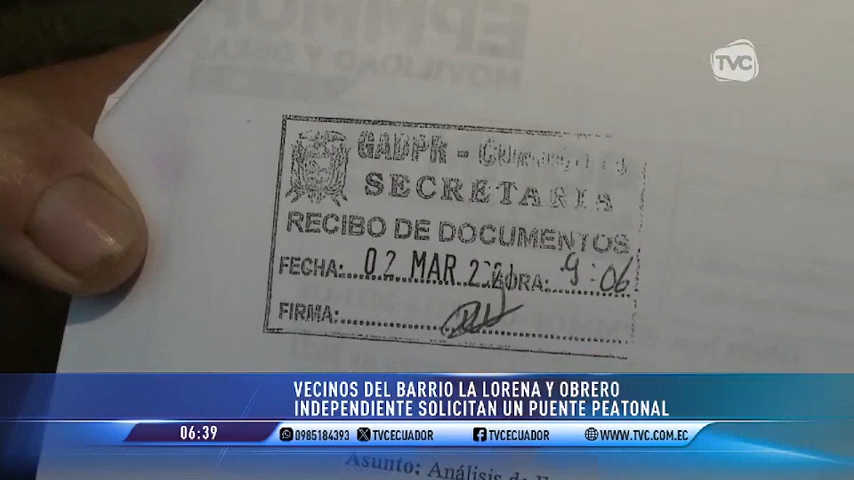 TVC
GADPR -
SECRETARIA
RECIBO DE DOCUMENTOS
FECHA: 02 MAR HORA: 9:06
FIRMA:
VECINOS DEL BARRIO LA LORENA Y OBRERO
INDEPENDIENTE SOLICITAN UN PUENTE PEATONAL
06:39 0985184393 TVCECUADOR TVCECUADOR WWW.TVC.COM.EC
Asunto: Análisis de